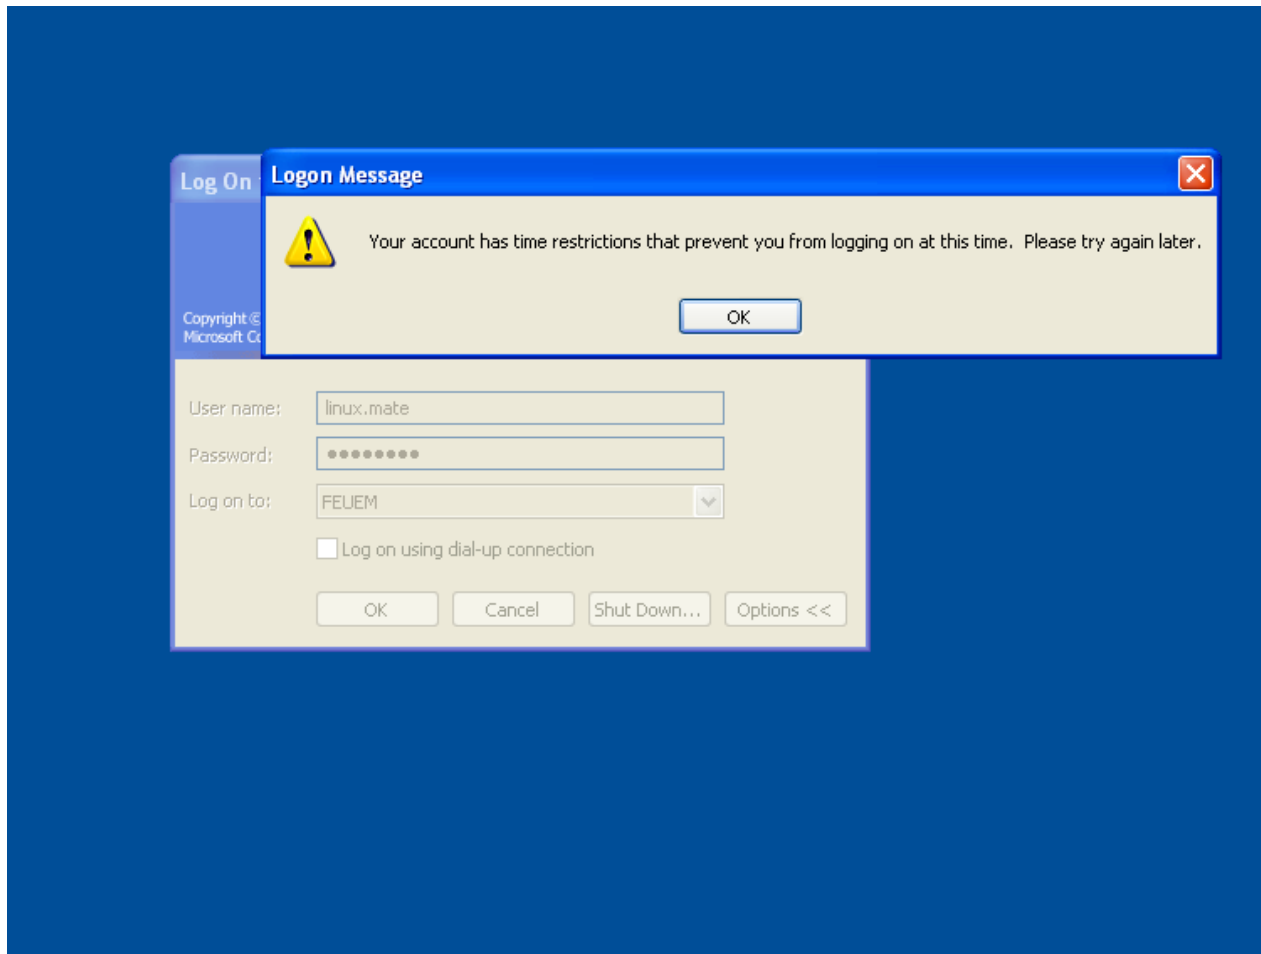 Log On
Logon Message
Your account has time restrictions that prevent you from logging on at this time.  Please try again later.
OK
Copyright ©
Microsoft
User name:
linux.mate
Password:
Log on to:
FEUEM
Log on using dial-up connection
OK
Cancel
Shut Down...
Options <<